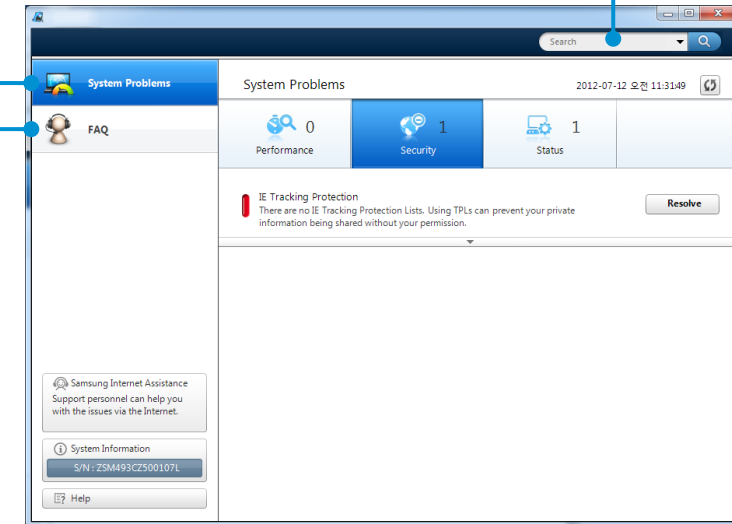 Search
System Problems
FAQ
System Problems
2012-07-12 오전 11:31:49
0
Performance
1
Security
1
Status
IE Tracking Protection
There are no IE Tracking Protection Lists. Using TPLs can prevent your private
information being shared without your permission.
Resolve
Samsung Internet Assistance
Support personnel can help you
with the issues via the Internet.
System Information
S/N : ZSM493CZ500107L
Help